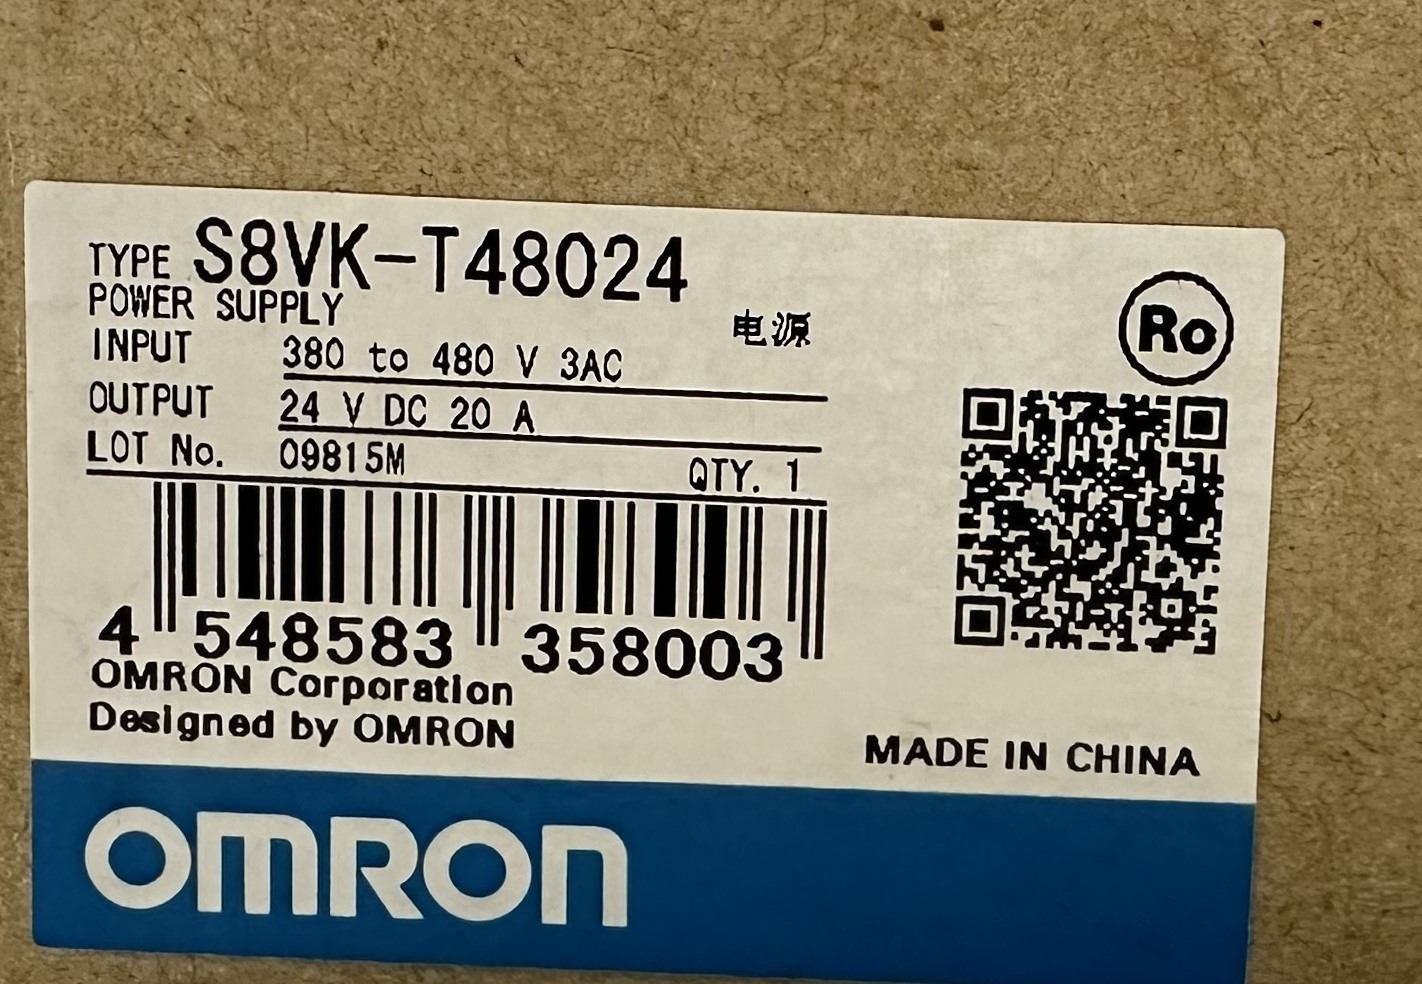 TYPE S8VK-T48024
POWER SUPPLY
电源
INPUT 380 to 480 V 3AC
OUTPUT 24 V DC 20 A
LOT No. 09815M QTY. 1
4 548583 358003
OMRON Corporation
Designed by OMRON
Ro
MADE IN CHINA
OMRON